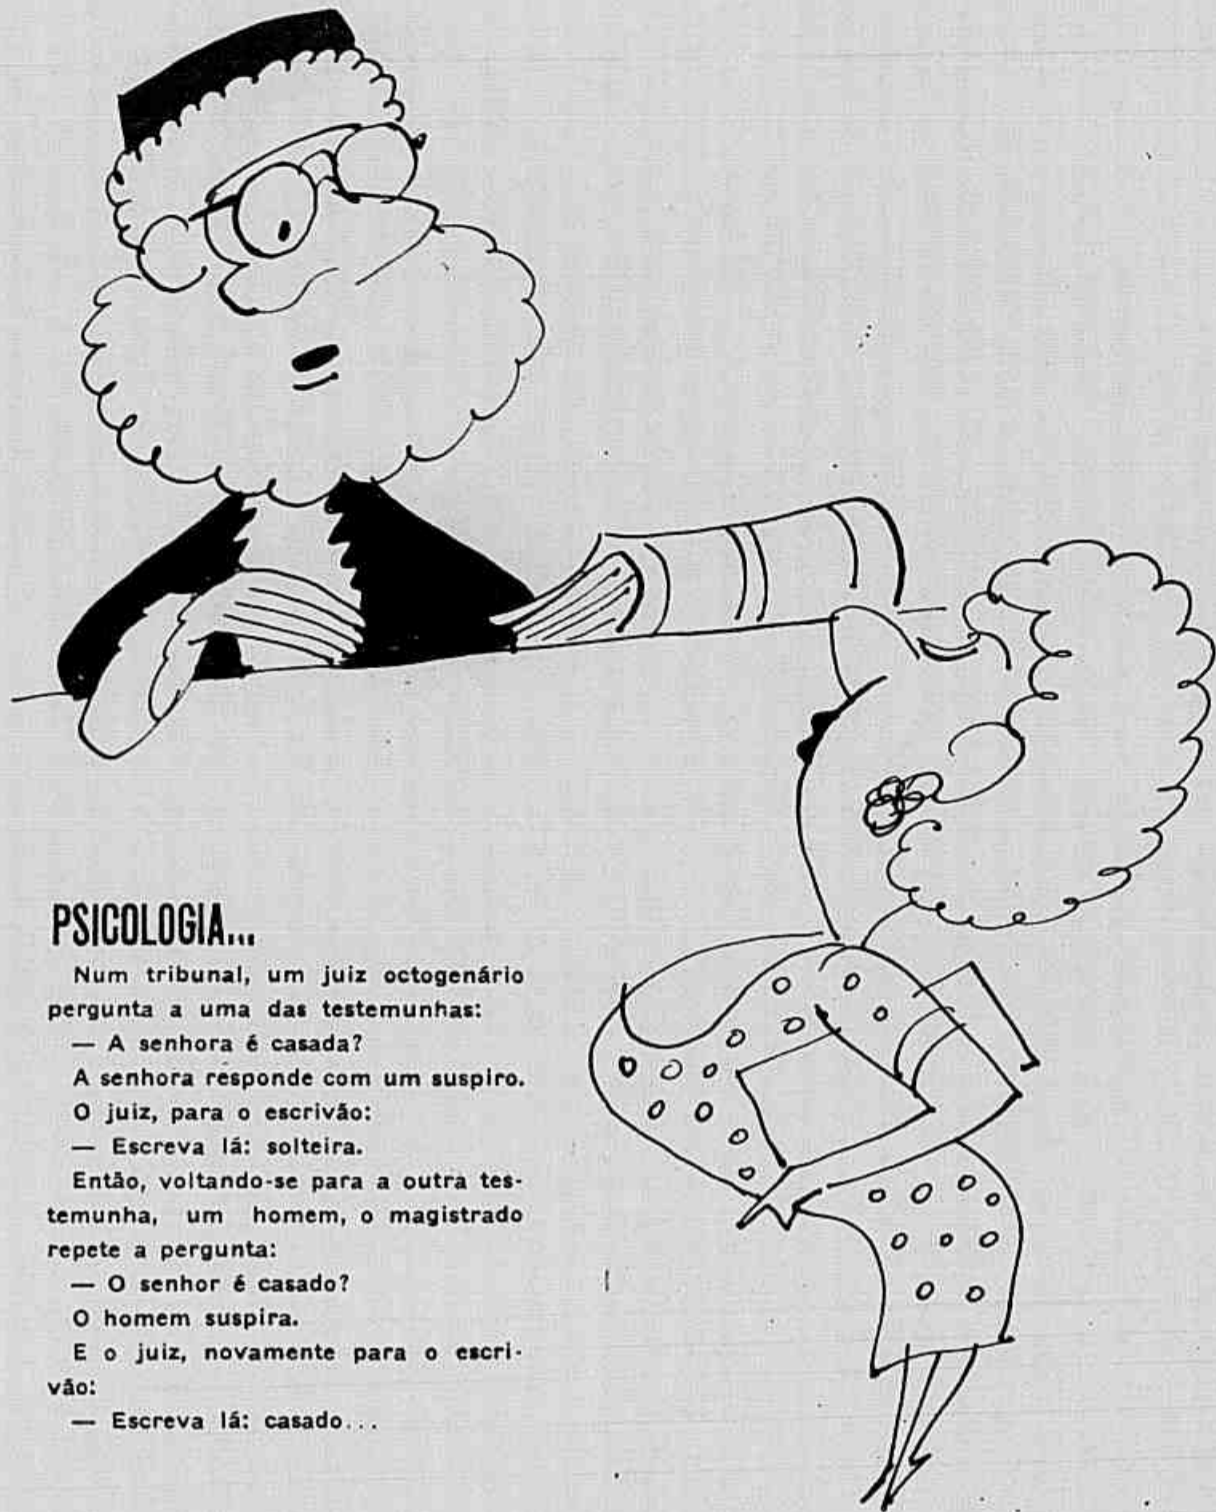 PSICOLOGIA...
Num tribunal, um juiz octogenário
pergunta a uma das testemunhas:
— A senhora é casada?
A senhora responde com um suspiro.
O juiz, para o escrivão:
— Escreva lá: solteira.
Então, voltando-se para a outra tes-
temunha, um homem, o magistrado
repete a pergunta:
— O senhor é casado?
O homem suspira.
E o juiz, novamente para o escri-
vão:
— Escreva lá: casado...